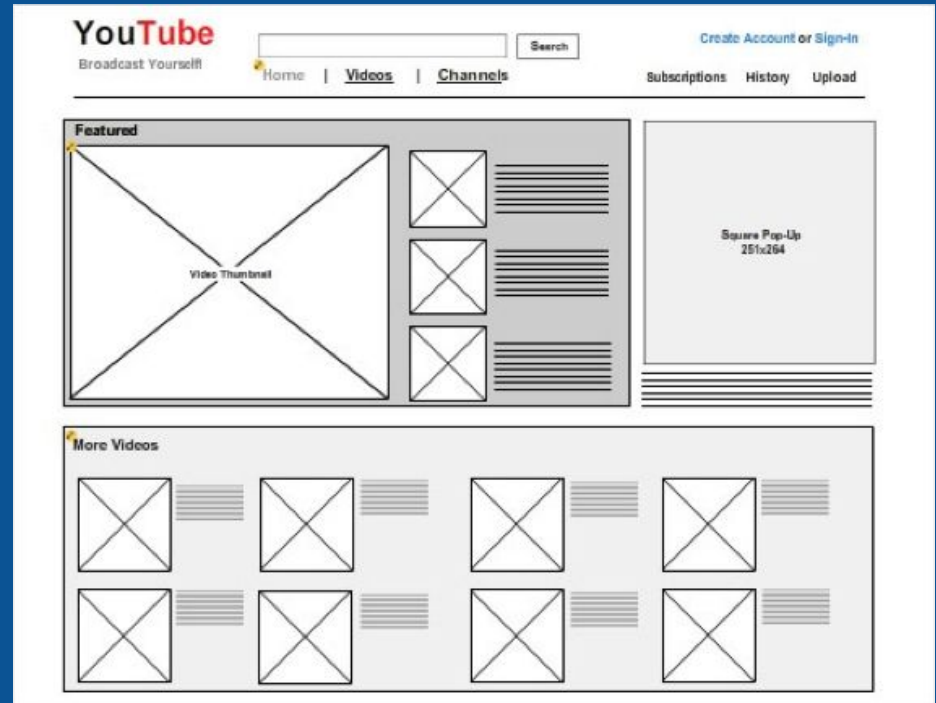 YouTube
Broadcast Yourself!
Search
Create Account or Sign-In
Home | Videos | Channels
Subscriptions History Upload
Featured
Video Thumbnail
Square Pop-Up
251x264
More Videos